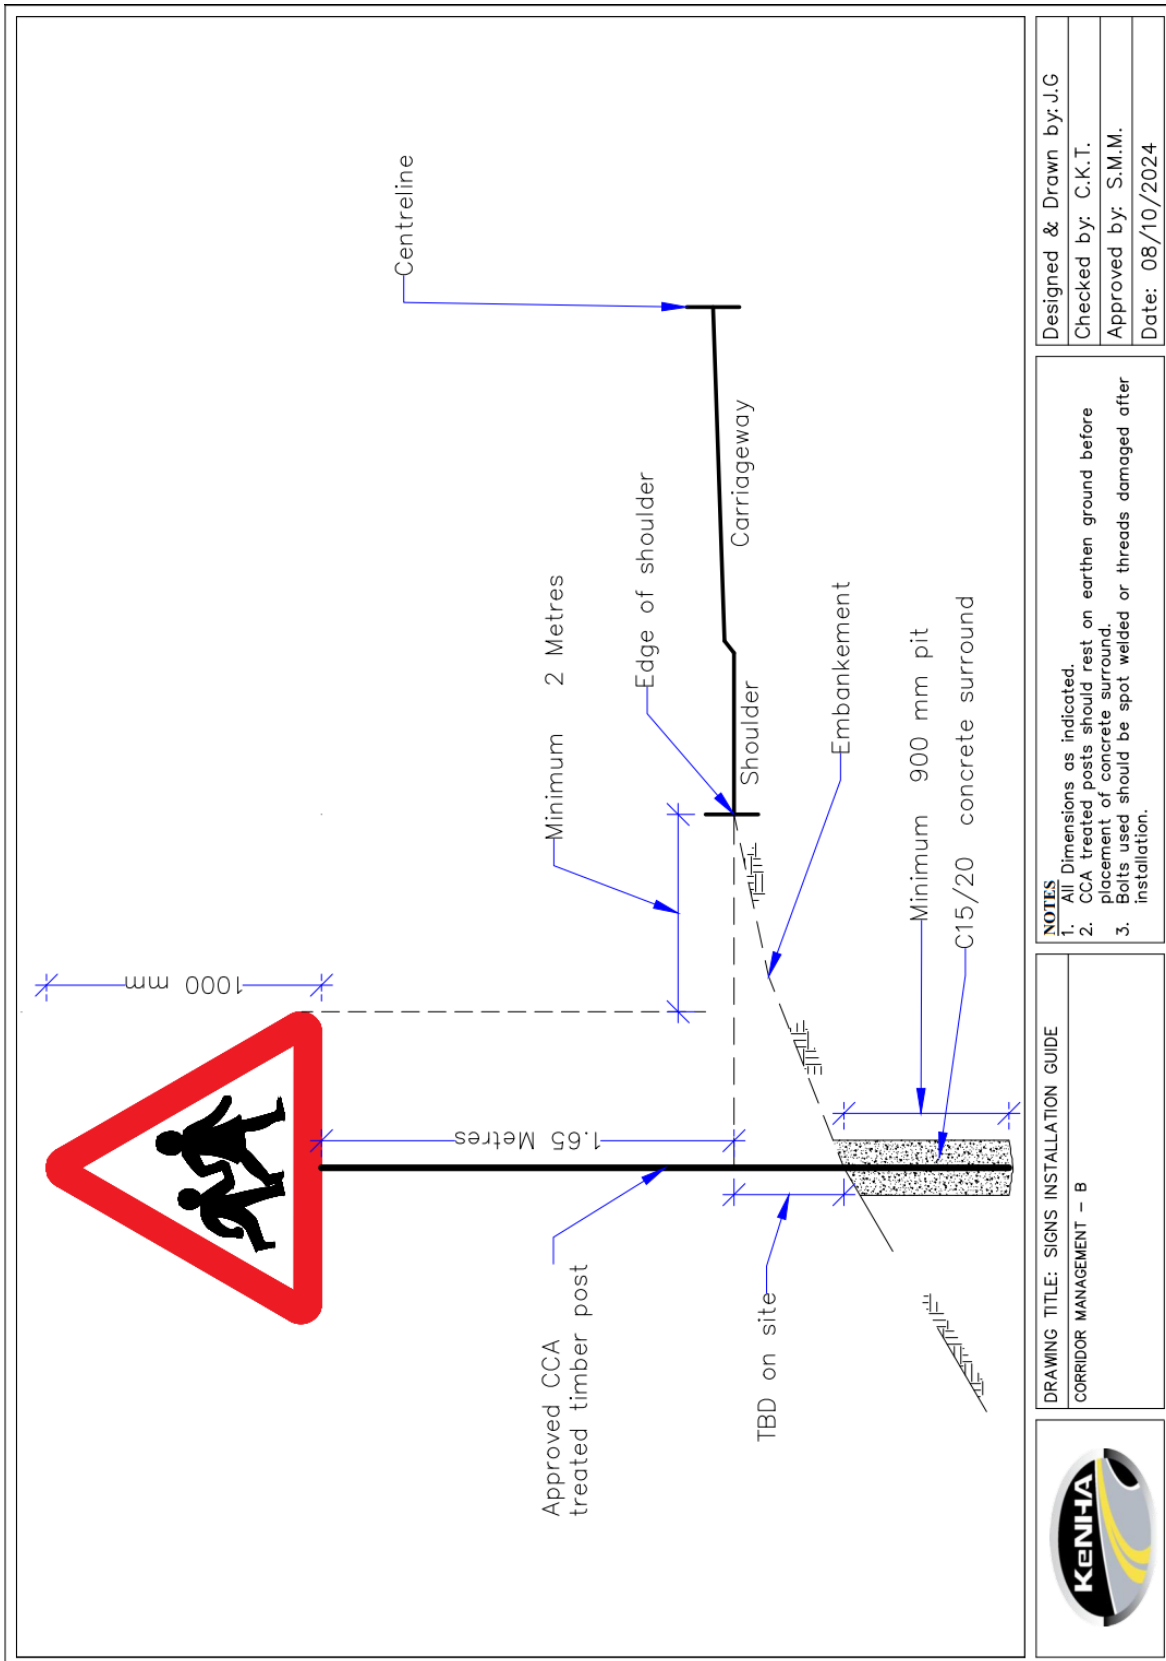 1000 mm
1.65 Metres
Approved CCA
treated timber post
TBD on site
Minimum 2 Metres
Edge of shoulder
Centreline
Shoulder
Carriageway
Embankement
Minimum 900 mm pit
C15/20 concrete surround
KeNHA
DRAWING TITLE: SIGNS INSTALLATION GUIDE
CORRIDOR MANAGEMENT – B
NOTES
1. All Dimensions as indicated.
2. CCA treated posts should rest on earthen ground before
placement of concrete surround.
3. Bolts used should be spot welded or threads damaged after
installation.
Designed & Drawn by: J.G
Checked by: C.K.T.
Approved by: S.M.M.
Date: 08/10/2024